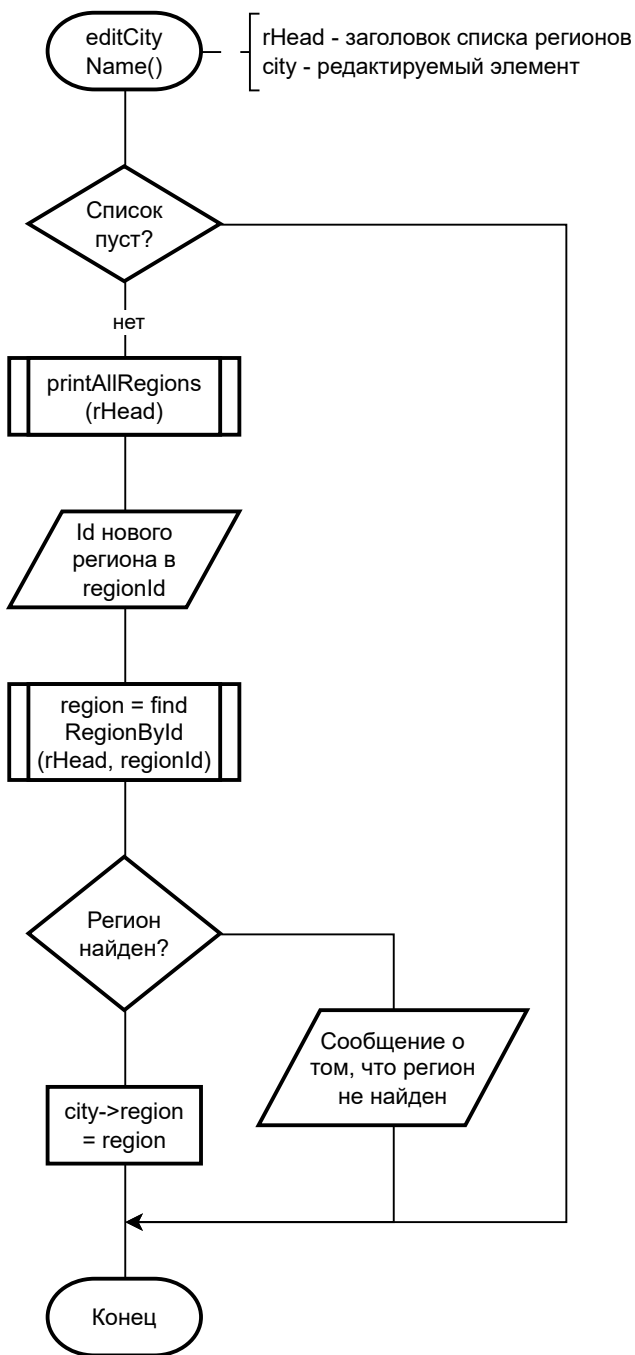 editCity
Name()
rHead - заголовок списка регионов
city - редактируемый элемент
Список
пуст?
нет
printAllRegions
(rHead)
Id нового
региона в
regionId
region = find
RegionById
(rHead, regionId)
Регион
найден?
Сообщение о
том, что регион
не найден
city->region
= region
Конец